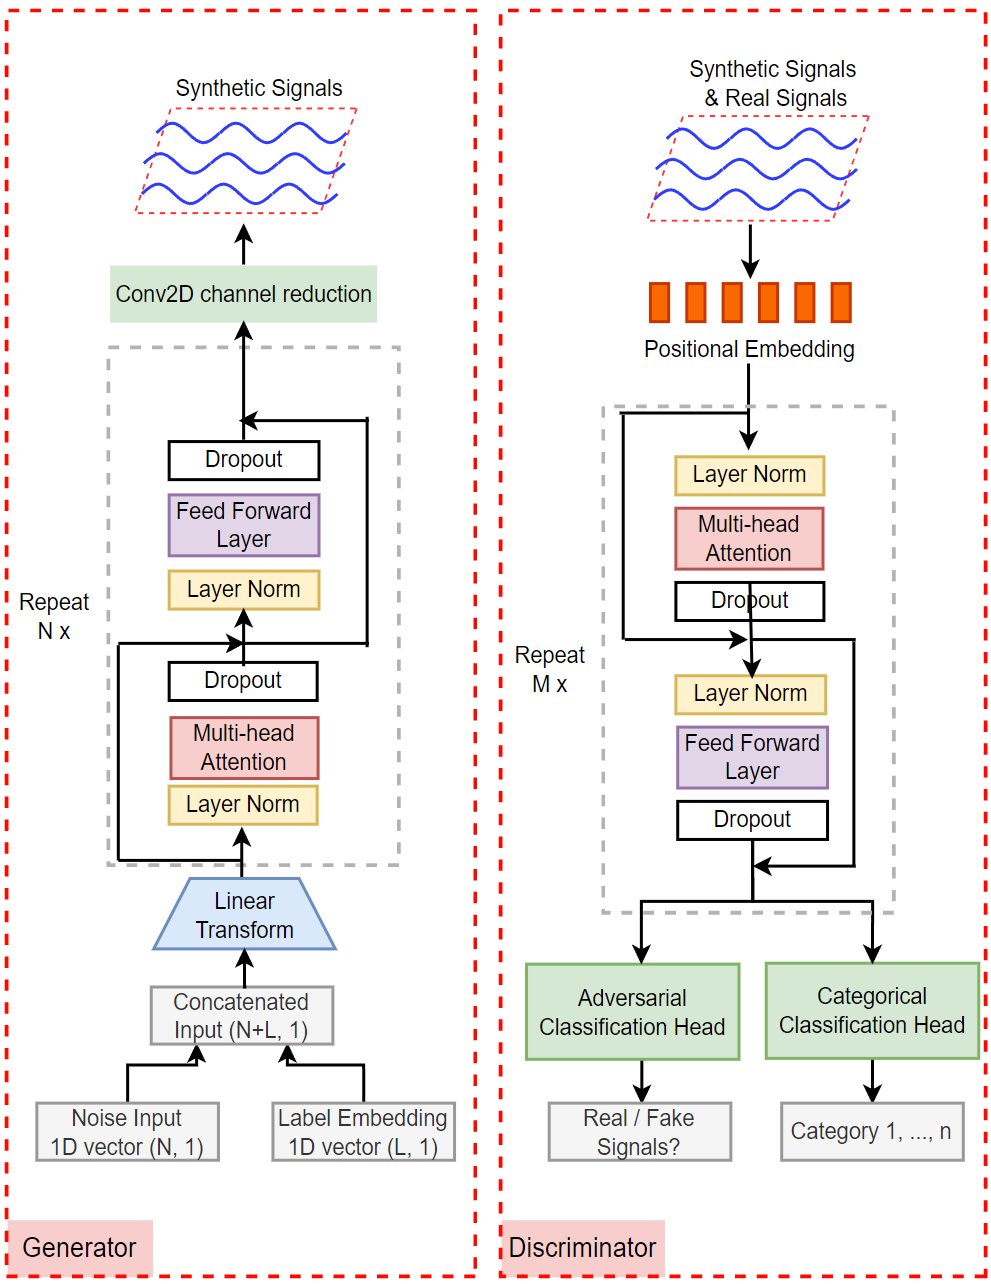 Synthetic Signals
Conv2D channel reduction
Dropout
Feed Forward
Layer
Layer Norm
Repeat
N x
Dropout
Multi-head
Attention
Layer Norm
Linear
Transform
Concatenated
Input (N+L, 1)
Noise Input
1D vector (N, 1)
Label Embedding
1D vector (L, 1)
Generator
Synthetic Signals
& Real Signals
Positional Embedding
Layer Norm
Multi-head
Attention
Dropout
Repeat
M x
Layer Norm
Feed Forward
Layer
Dropout
Adversarial
Classification Head
Categorical
Classification Head
Real / Fake
Signals?
Category 1, ..., n
Discriminator